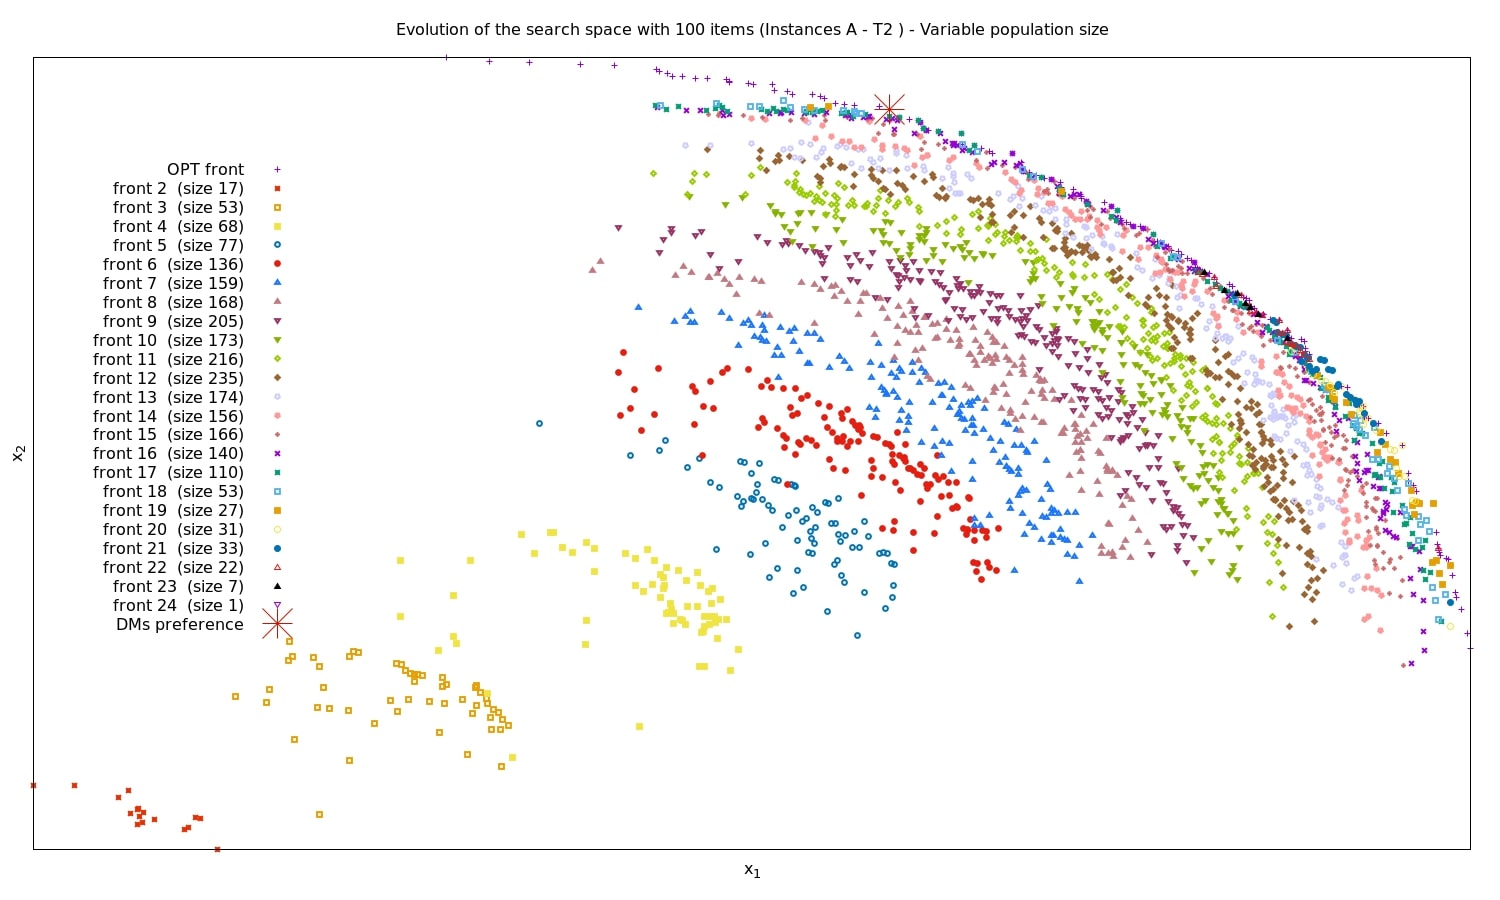 Evolution of the search space with 100 items (Instances A - T2 ) - Variable population size
OPT front
front 2 (size 17)
front 3 (size 53)
front 4 (size 68)
front 5 (size 77)
front 6 (size 136)
front 7 (size 159)
front 8 (size 168)
front 9 (size 205)
front 10 (size 173)
front 11 (size 216)
front 12 (size 235)
front 13 (size 174)
front 14 (size 156)
front 15 (size 166)
front 16 (size 140)
front 17 (size 110)
front 18 (size 53)
front 19 (size 27)
front 20 (size 31)
front 21 (size 33)
front 22 (size 22)
front 23 (size 7)
front 24 (size 1)
DMs preference
x2
x1